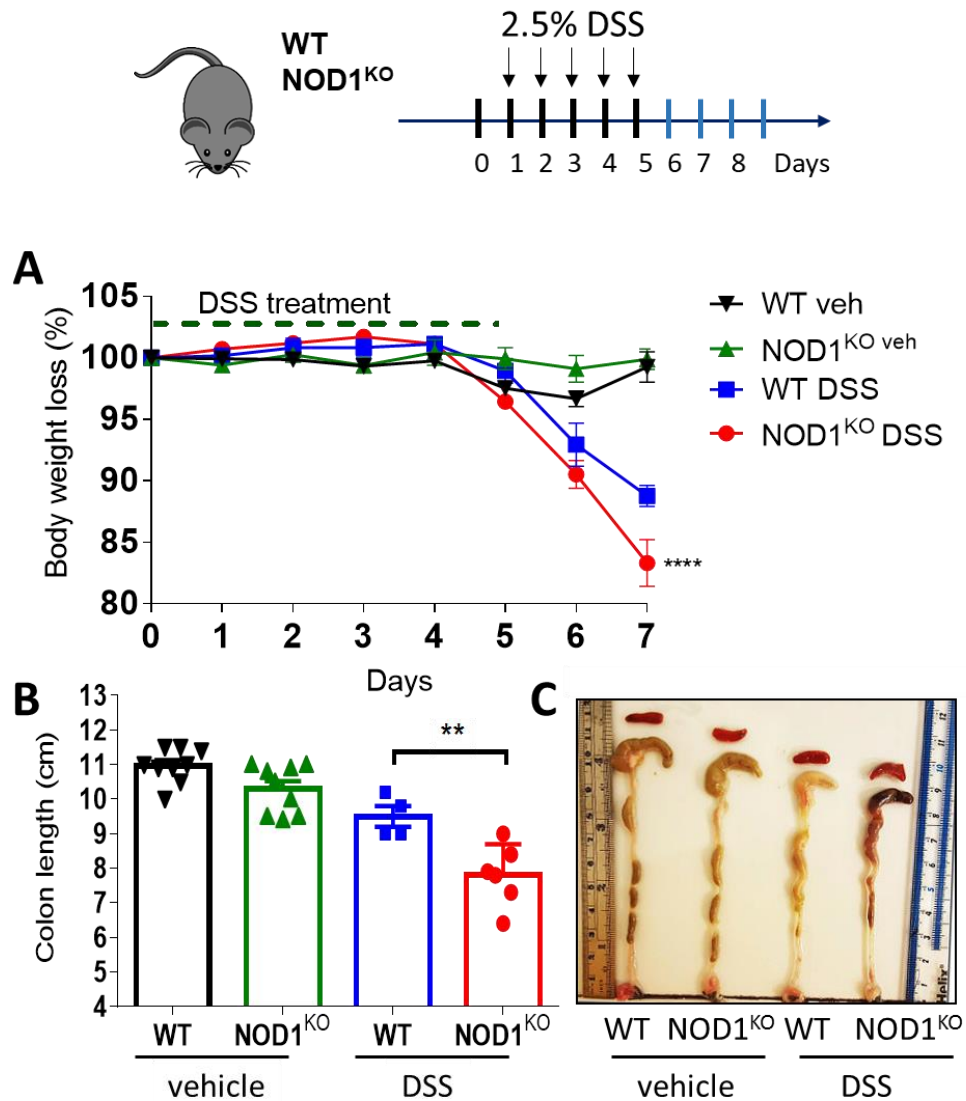 WT
NOD1KO
2.5% DSS
0 1 2 3 4 5 6 7 8 Days
A
Body weight loss (%)
105
100
95
90
85
80
DSS treatment
****
0 1 2 3 4 5 6 7
Days
WT veh
NOD1KO veh
WT DSS
NOD1KO DSS
B
Colon length (cm)
13
12
11
10
9
8
7
6
5
4
**
WT NOD1KO WT NOD1KO
vehicle DSS
C
Helix
WT NOD1KO WT NOD1KO
vehicle DSS